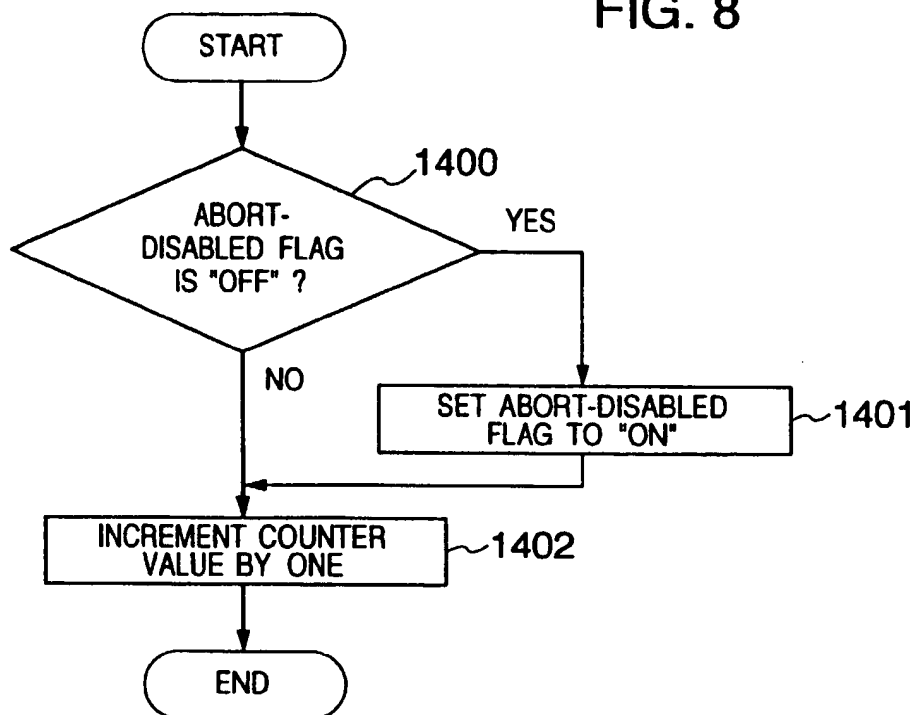 FIG. 8
START
1400
ABORT-
DISABLED FLAG
IS "OFF" ?
YES
NO
SET ABORT-DISABLED
FLAG TO "ON"
1401
INCREMENT COUNTER
VALUE BY ONE
1402
END